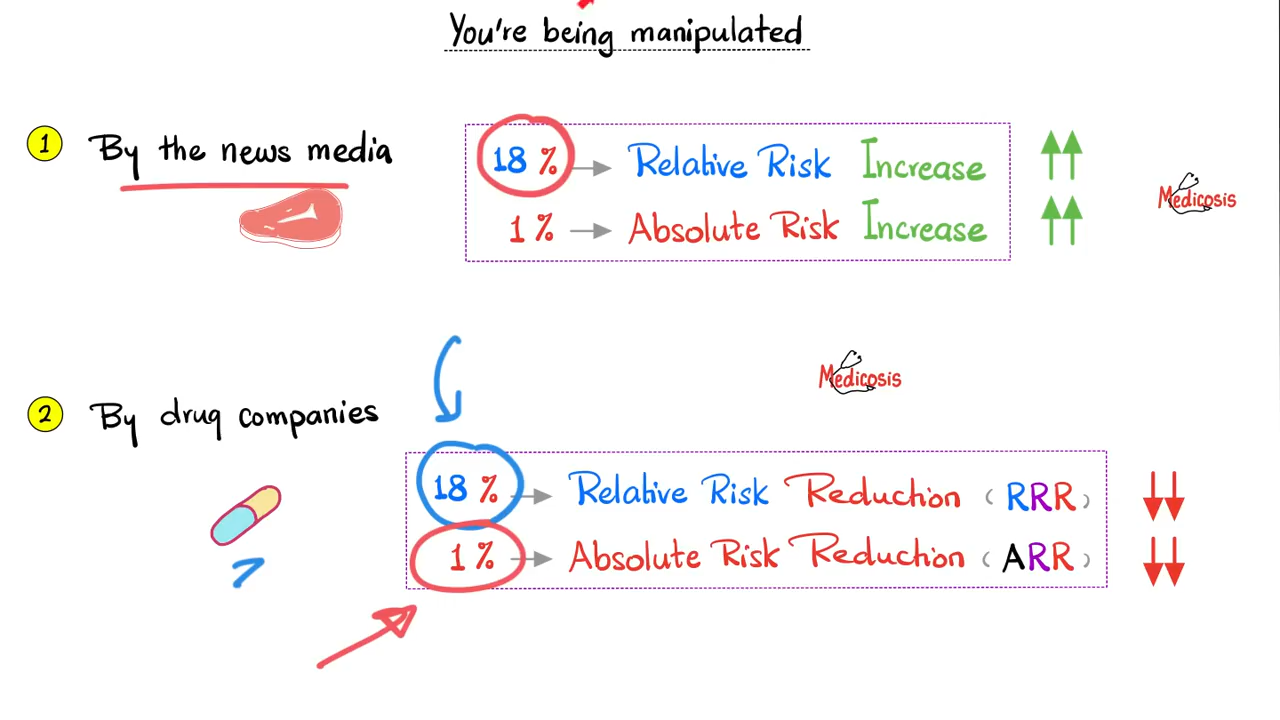 You're being manipulated
1 By the news media
18 % → Relative Risk Increase
1 % → Absolute Risk Increase
Medicosis
Medicosis
2 By drug companies
18 % → Relative Risk Reduction (RRR)
1 % → Absolute Risk Reduction (ARR)